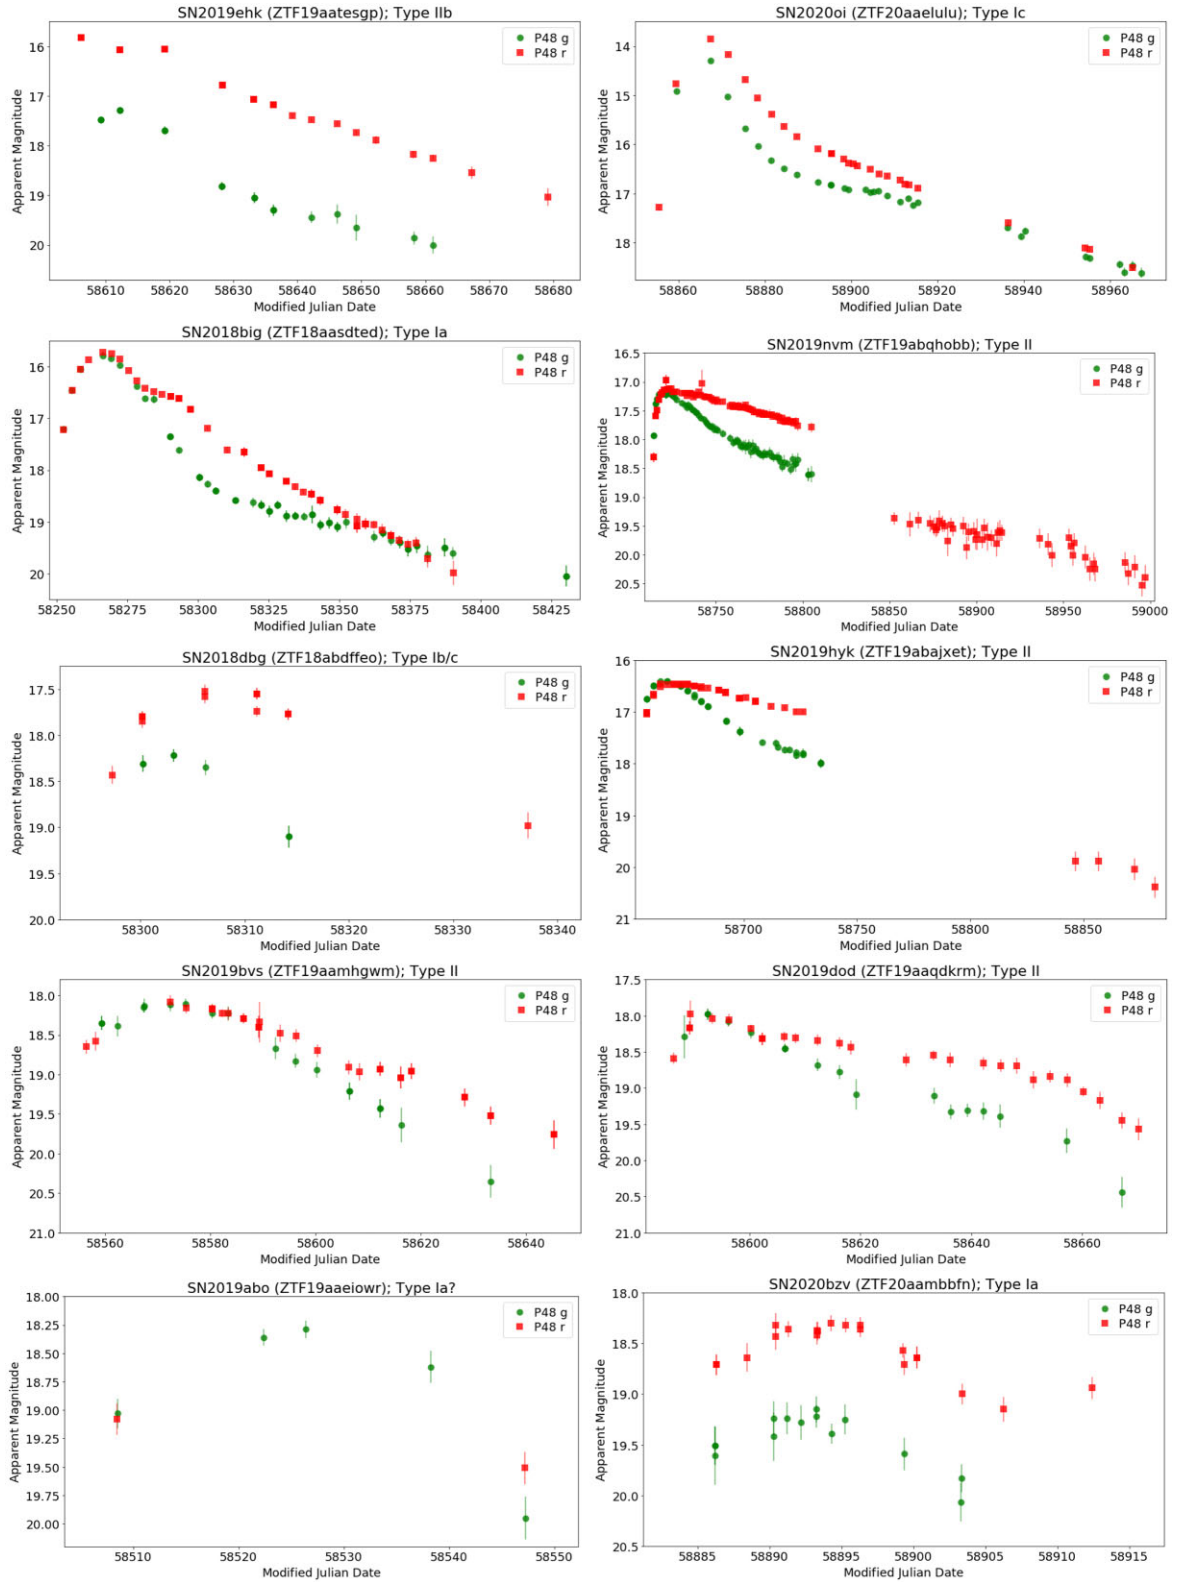 SN2019ehk (ZTF19aatesgp); Type IIb
P48 g
P48 r
Apparent Magnitude
16
17
18
19
20
58610 58620 58630 58640 58650 58660 58670 58680
Modified Julian Date
SN2020oi (ZTF20aaelulu); Type Ic
P48 g
P48 r
Apparent Magnitude
14
15
16
17
18
58860 58880 58900 58920 58940 58960
Modified Julian Date
SN2018big (ZTF18aasdted); Type Ia
P48 g
P48 r
Apparent Magnitude
16
17
18
19
20
58250 58275 58300 58325 58350 58375 58400 58425
Modified Julian Date
SN2019nvm (ZTF19abqhobb); Type II
P48 g
P48 r
Apparent Magnitude
16.5
17.0
17.5
18.0
18.5
19.0
19.5
20.0
20.5
58750 58800 58850 58900 58950 59000
Modified Julian Date
SN2018dbg (ZTF18abdffeo); Type Ib/c
P48 g
P48 r
Apparent Magnitude
17.5
18.0
18.5
19.0
19.5
20.0
58300 58310 58320 58330 58340
Modified Julian Date
SN2019hyk (ZTF19abajxet); Type II
P48 g
P48 r
Apparent Magnitude
16
17
18
19
20
21
58700 58750 58800 58850
Modified Julian Date
SN2019bvs (ZTF19aamhgwm); Type II
P48 g
P48 r
Apparent Magnitude
18.0
18.5
19.0
19.5
20.0
20.5
21.0
58560 58580 58600 58620 58640
Modified Julian Date
SN2019dod (ZTF19aaqdkrm); Type II
P48 g
P48 r
Apparent Magnitude
17.5
18.0
18.5
19.0
19.5
20.0
20.5
21.0
58600 58620 58640 58660
Modified Julian Date
SN2019abo (ZTF19aaeiowr); Type Ia?
P48 g
P48 r
Apparent Magnitude
18.00
18.25
18.50
18.75
19.00
19.25
19.50
19.75
20.00
58510 58520 58530 58540 58550
Modified Julian Date
SN2020bzv (ZTF20aambbfn); Type Ia
P48 g
P48 r
Apparent Magnitude
18.0
18.5
19.0
19.5
20.0
20.5
58885 58890 58895 58900 58905 58910 58915
Modified Julian Date